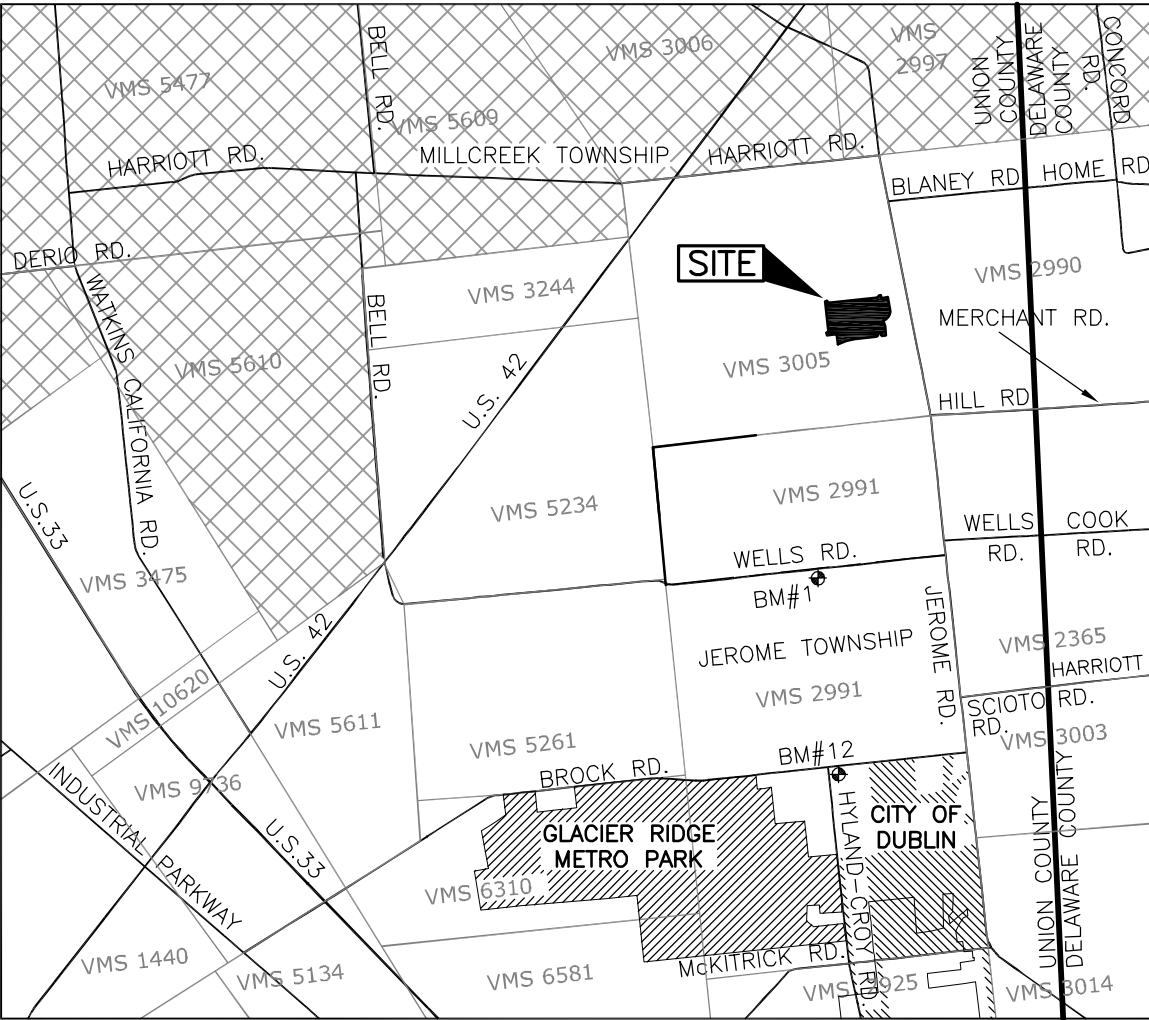 VMS 5477
BELL RD.
VMS 3006
VMS
2997
UNION
COUNTY
DELAWARE
COUNTY
CONCORD
RD.
VMS 5609
HARRIOTT RD.
MILLCREEK TOWNSHIP
HARRIOTT RD.
BLANEY RD
HOME RD
DERIO RD.
SITE
VMS 2990
VMS 3244
WATKINS CALIFORNIA RD.
BELL RD.
MERCHANT RD.
VMS 5610
U.S. 42
VMS 3005
HILL RD
U.S.33
VMS 5234
VMS 2991
WELLS
RD.
COOK
RD.
WELLS RD.
VMS 3475
BM#1
JEROME RD.
U.S. 42
JEROME TOWNSHIP
VMS 2365
HARRIOTT
RD.
VMS 10620
VMS 2991
SCIOTO
RD.
VMS 5611
VMS 5261
VMS 3003
BM#12
BROCK RD.
VMS 9736
INDUSTRIAL PARKWAY
U.S.33
GLACIER RIDGE
METRO PARK
HYLAND-CROY RD.
CITY OF
DUBLIN
UNION COUNTY
DELAWARE COUNTY
VMS 6310
VMS 1440
VMS 5134
VMS 6581
McKITRICK RD.
VMS 2925
VMS 3014